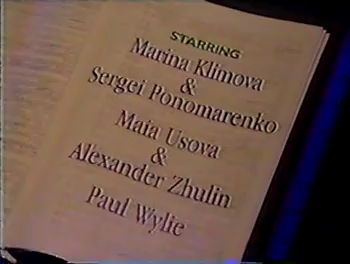 STARRING
Marina Klimova
&
Sergei Ponomarenko
Maia Usova
&
Alexander Zhulin
Paul Wylie